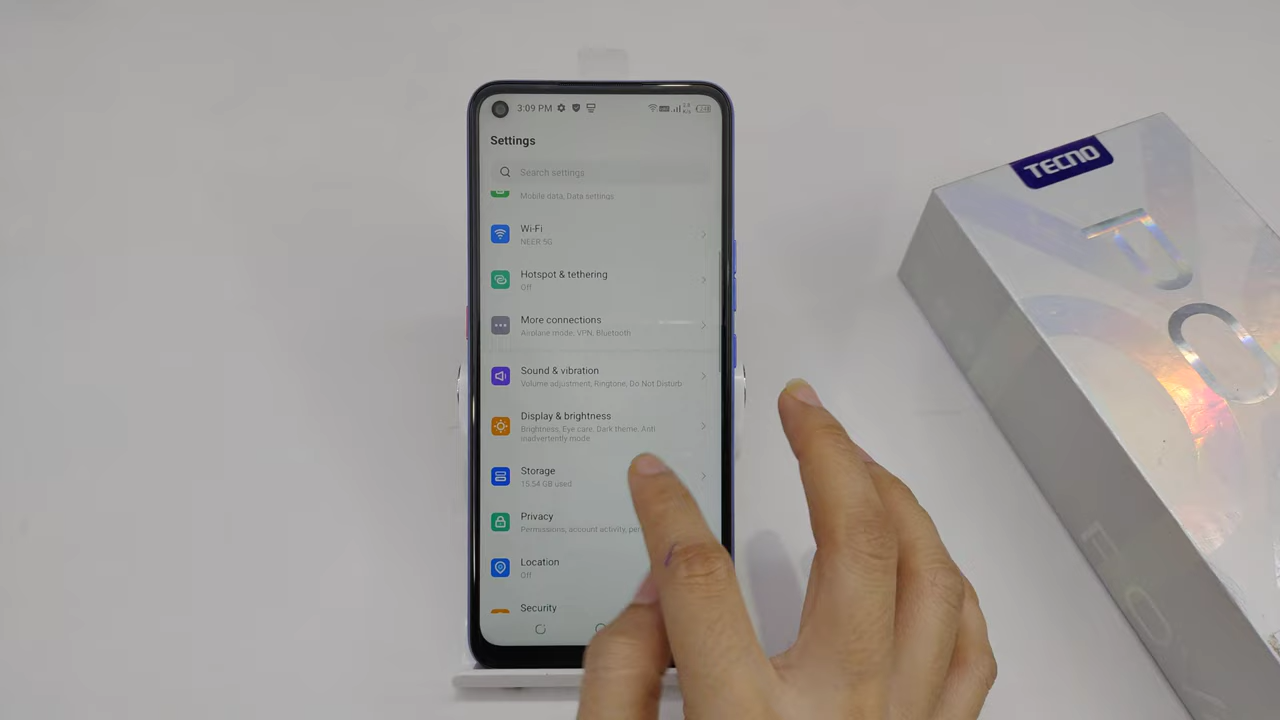 3:09 PM
Settings
Search settings
Mobile data, Data settings
Wi-Fi
NEER 5G
Hotspot & tethering
Off
More connections
Airplane mode, VPN, Bluetooth
Sound & vibration
Volume adjustment, Ringtone, Do Not Disturb
Display & brightness
Brightness, Eye care, Dark theme, Anti
inadvertently mode
Storage
15.54 GB used
Privacy
Permissions, account activity,
Location
Off
Security
TECNO